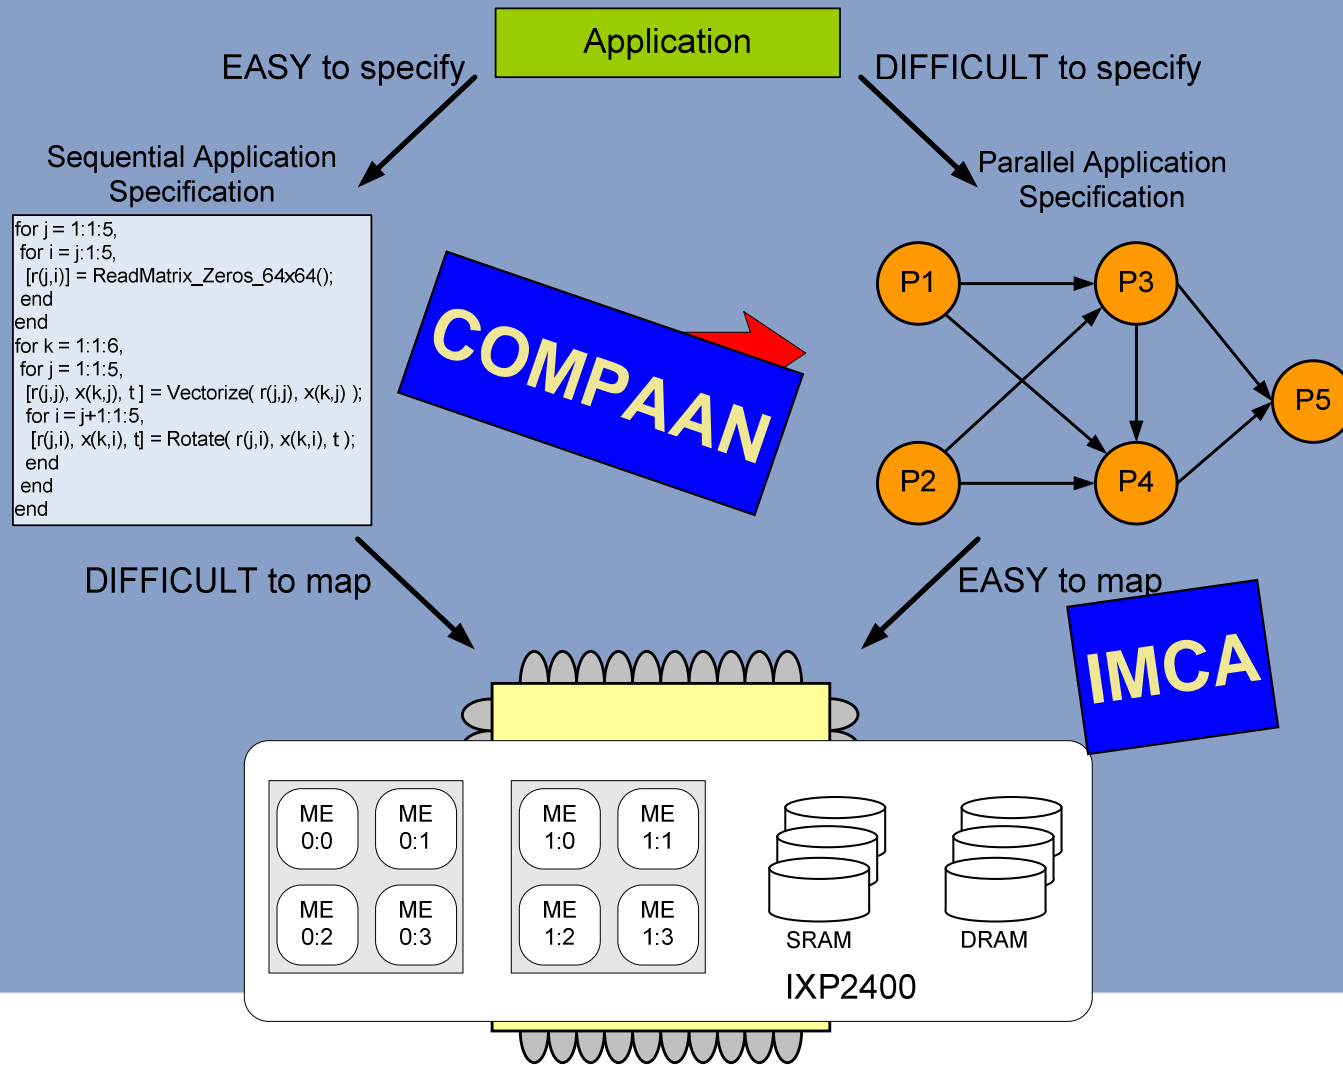 Application
EASY to specify
DIFFICULT to specify
Sequential Application
Specification
Parallel Application
Specification
for j = 1:1:5,
for i = j:1:5,
[r(j,i)] = ReadMatrix_Zeros_64x64();
end
end
for k = 1:1:6,
for j = 1:1:5,
[r(j,j), x(k,j), t ] = Vectorize( r(j,j), x(k,j) );
for i = j+1:1:5,
[r(j,i), x(k,i), t] = Rotate( r(j,i), x(k,i), t );
end
end
end
COMPAAN
P1
P3
P5
P2
P4
DIFFICULT to map
EASY to map
IMCA
ME
0:0
ME
0:1
ME
1:0
ME
1:1
ME
0:2
ME
0:3
ME
1:2
ME
1:3
SRAM
DRAM
IXP2400